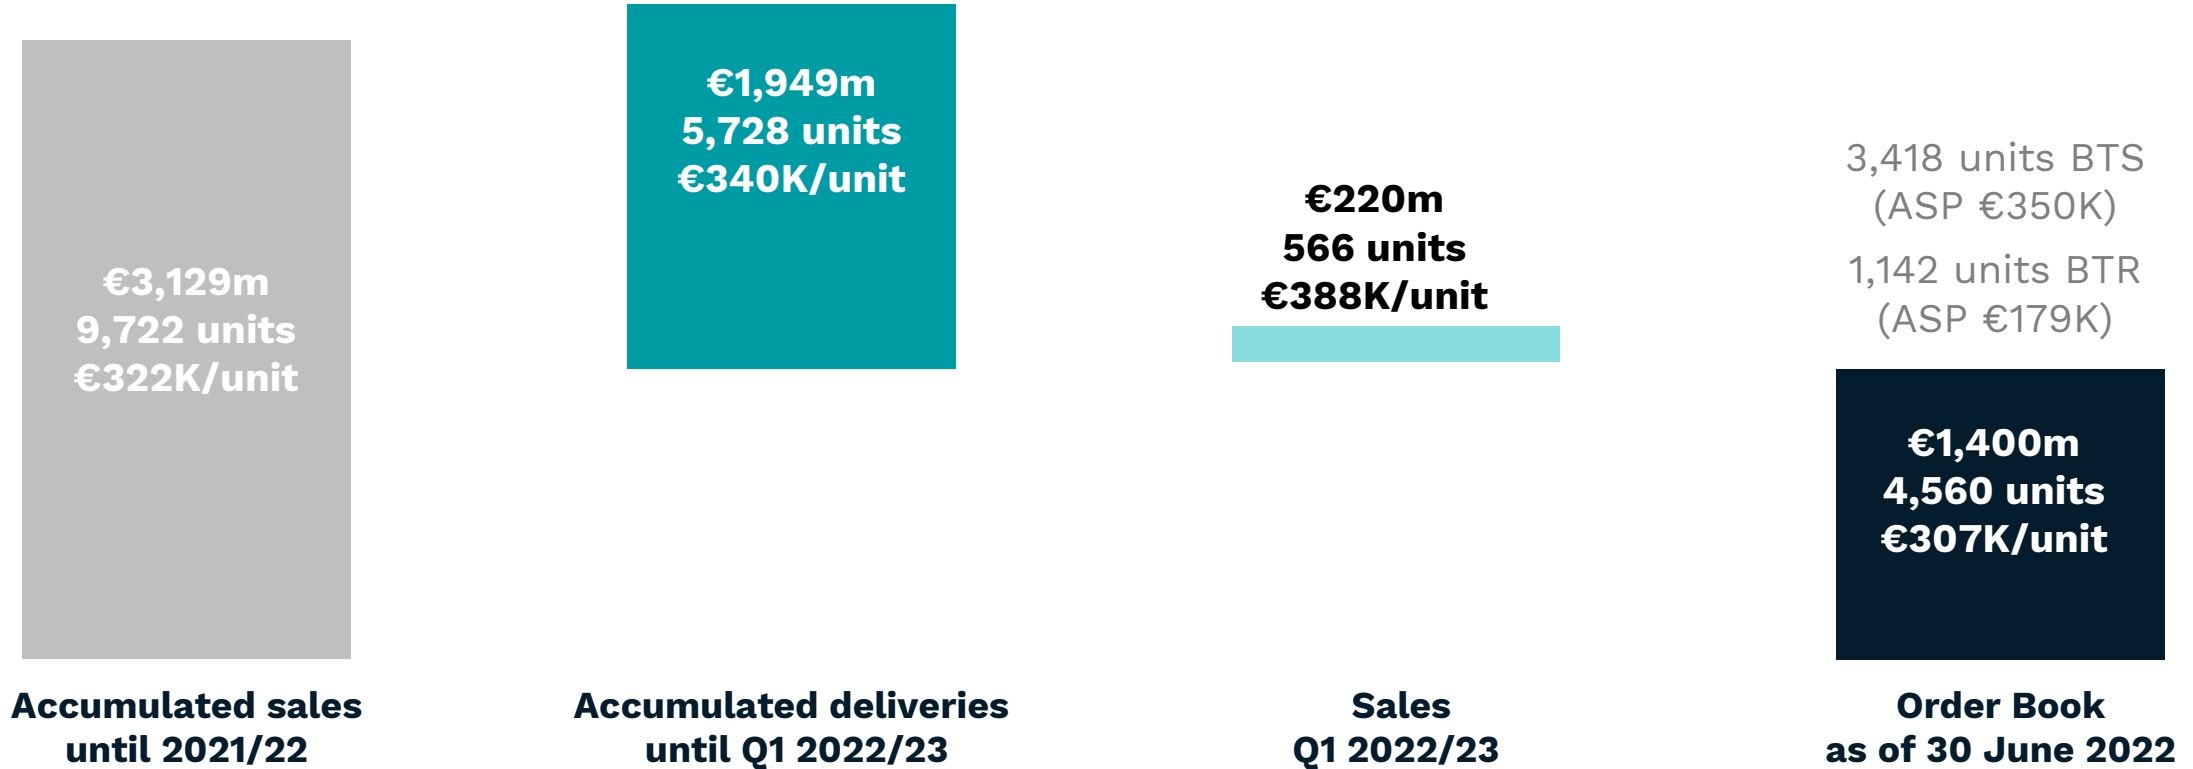 €3,129m
9,722 units
€322K/unit
Accumulated sales
until 2021/22
€1,949m
5,728 units
€340K/unit
Accumulated deliveries
until Q1 2022/23
€220m
566 units
€388K/unit
Sales
Q1 2022/23
3,418 units BTS
(ASP €350K)
1,142 units BTR
(ASP €179K)
€1,400m
4,560 units
€307K/unit
Order Book
as of 30 June 2022